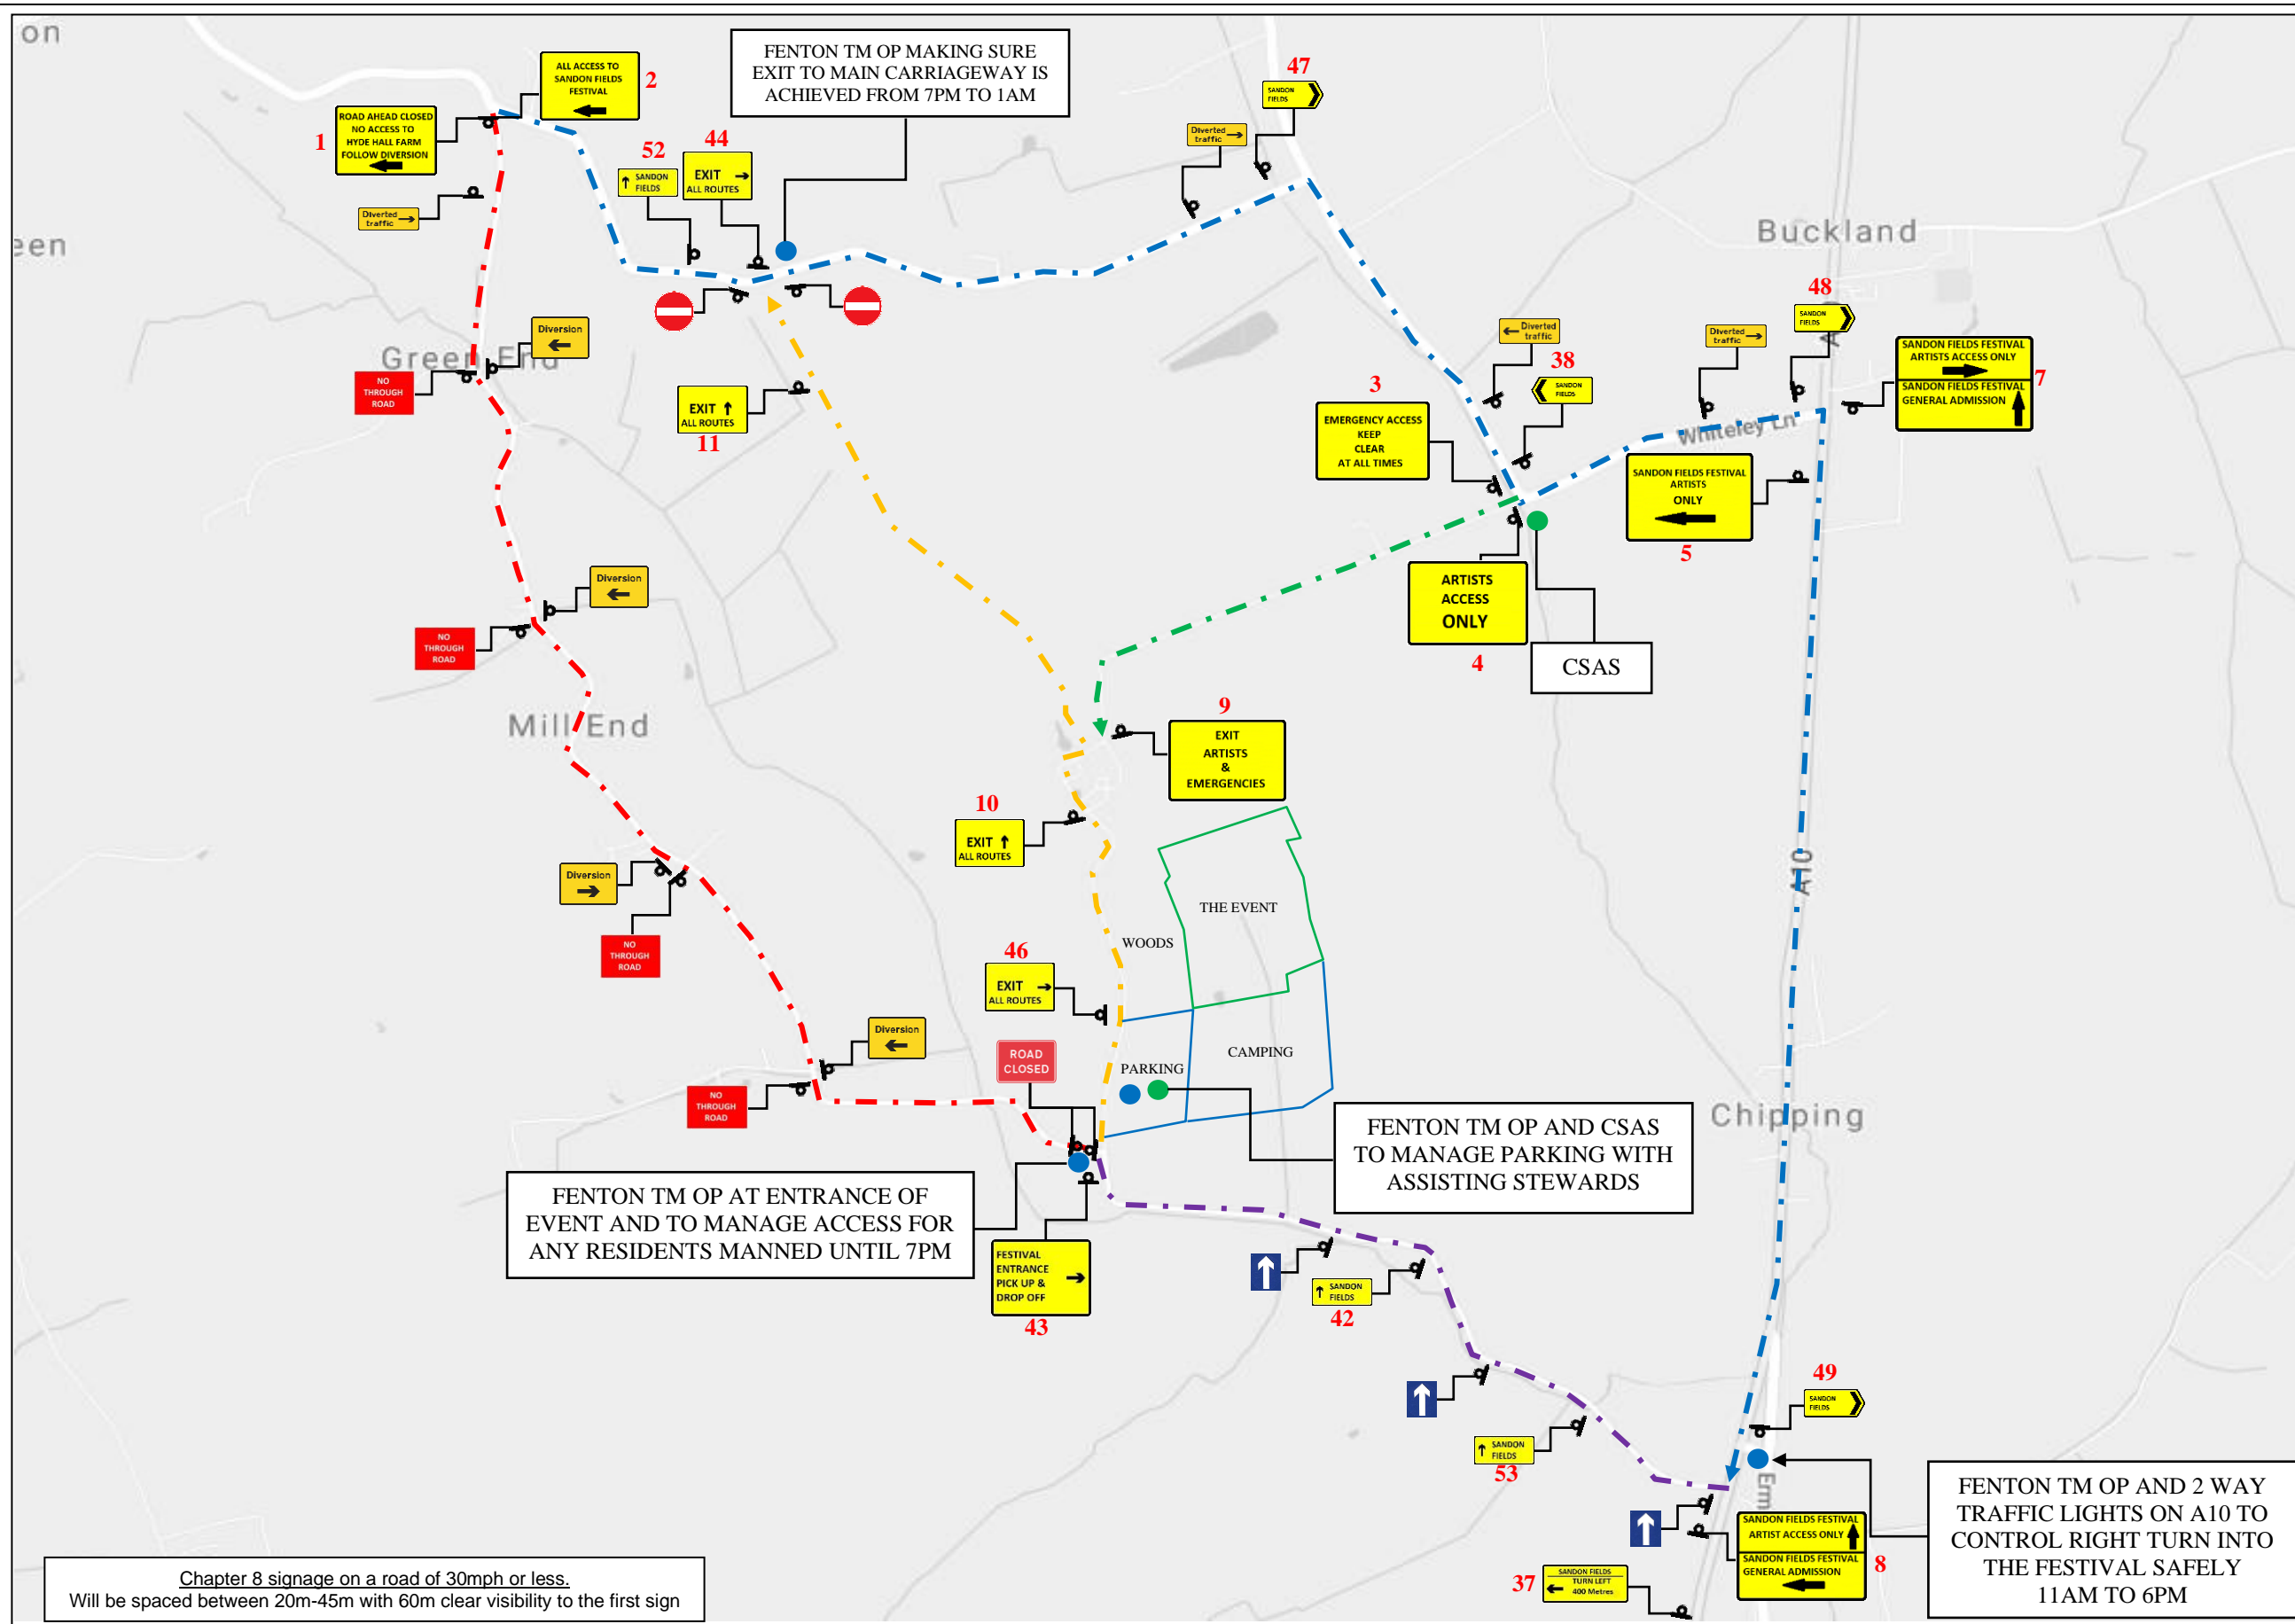 on
ALL ACCESS TO
SANDON FIELDS
FESTIVAL
2
FENTON TM OP MAKING SURE
EXIT TO MAIN CARRIAGEWAY IS
ACHIEVED FROM 7PM TO 1AM
47
SANDON
FIELDS
1
ROAD AHEAD CLOSED
NO ACCESS TO
HYDE HALL FARM
FOLLOW DIVERSION
Diverted
traffic
52
SANDON
FIELDS
44
EXIT
ALL ROUTES
Diverted
traffic
een
Buckland
48
SANDON
FIELDS
Green End
Diversion
NO
THROUGH
ROAD
EXIT
ALL ROUTES
11
Diverted
traffic
38
SANDON
FIELDS
3
EMERGENCY ACCESS
KEEP
CLEAR
AT ALL TIMES
Diverted
traffic
SANDON FIELDS FESTIVAL
ARTISTS ACCESS ONLY
SANDON FIELDS FESTIVAL
GENERAL ADMISSION
7
Whiteley Ln
SANDON FIELDS FESTIVAL
ARTISTS
ONLY
5
ARTISTS
ACCESS
ONLY
4
CSAS
Diversion
NO
THROUGH
ROAD
Mill End
9
EXIT
ARTISTS
&
EMERGENCIES
10
EXIT
ALL ROUTES
A10
Diversion
NO
THROUGH
ROAD
THE EVENT
WOODS
46
EXIT
ALL ROUTES
CAMPING
PARKING
ROAD
CLOSED
Diversion
NO
THROUGH
ROAD
Chipping
FENTON TM OP AND CSAS
TO MANAGE PARKING WITH
ASSISTING STEWARDS
FENTON TM OP AT ENTRANCE OF
EVENT AND TO MANAGE ACCESS FOR
ANY RESIDENTS MANNED UNTIL 7PM
FESTIVAL
ENTRANCE
PICK UP &
DROP OFF
43
SANDON
FIELDS
42
SANDON
FIELDS
53
49
SANDON
FIELDS
Erm
FENTON TM OP AND 2 WAY
TRAFFIC LIGHTS ON A10 TO
CONTROL RIGHT TURN INTO
THE FESTIVAL SAFELY
11AM TO 6PM
SANDON FIELDS FESTIVAL
ARTIST ACCESS ONLY
SANDON FIELDS FESTIVAL
GENERAL ADMISSION
8
37
SANDON FIELDS
TURN LEFT
400 Metres
Chapter 8 signage on a road of 30mph or less.
Will be spaced between 20m-45m with 60m clear visibility to the first sign